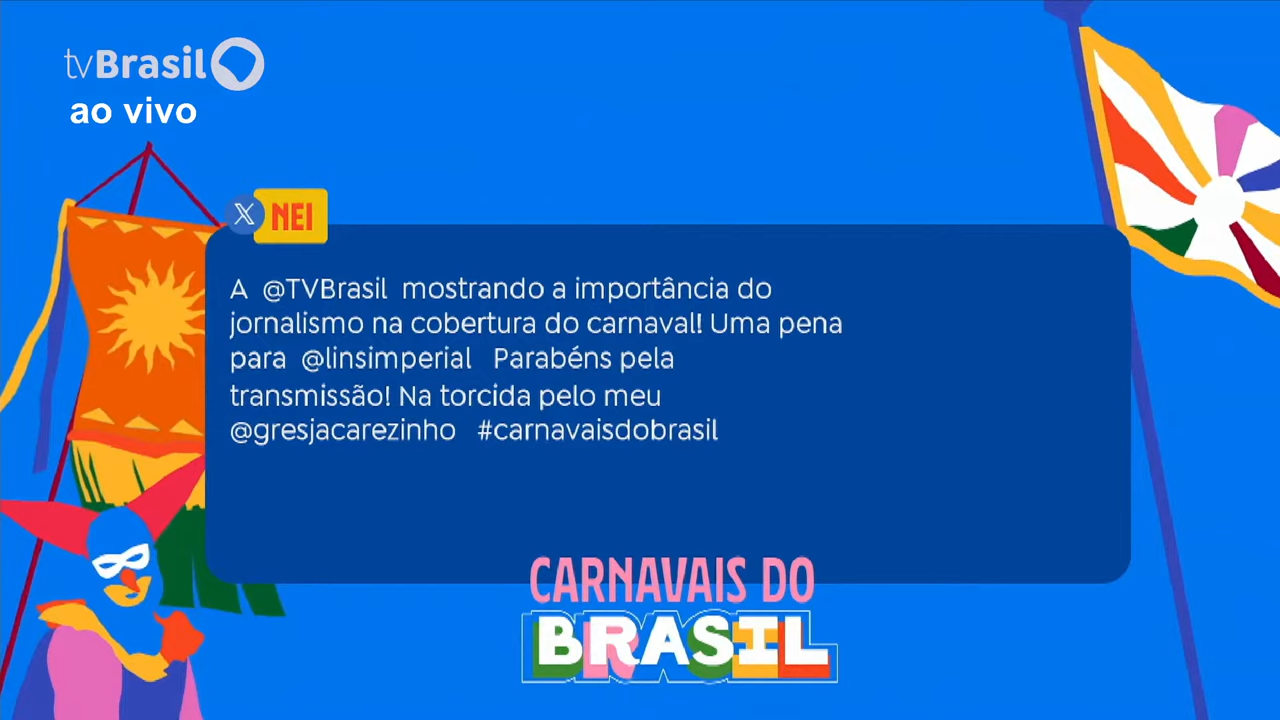 tvBrasil
ao vivo
X NEI
A @TVBrasil mostrando a importância do
jornalismo na cobertura do carnaval! Uma pena
para @linsimperial Parabéns pela
transmissão! Na torcida pelo meu
@gresjacarezinho #carnavaisdobrasil
CARNAVAIS DO
BRASIL